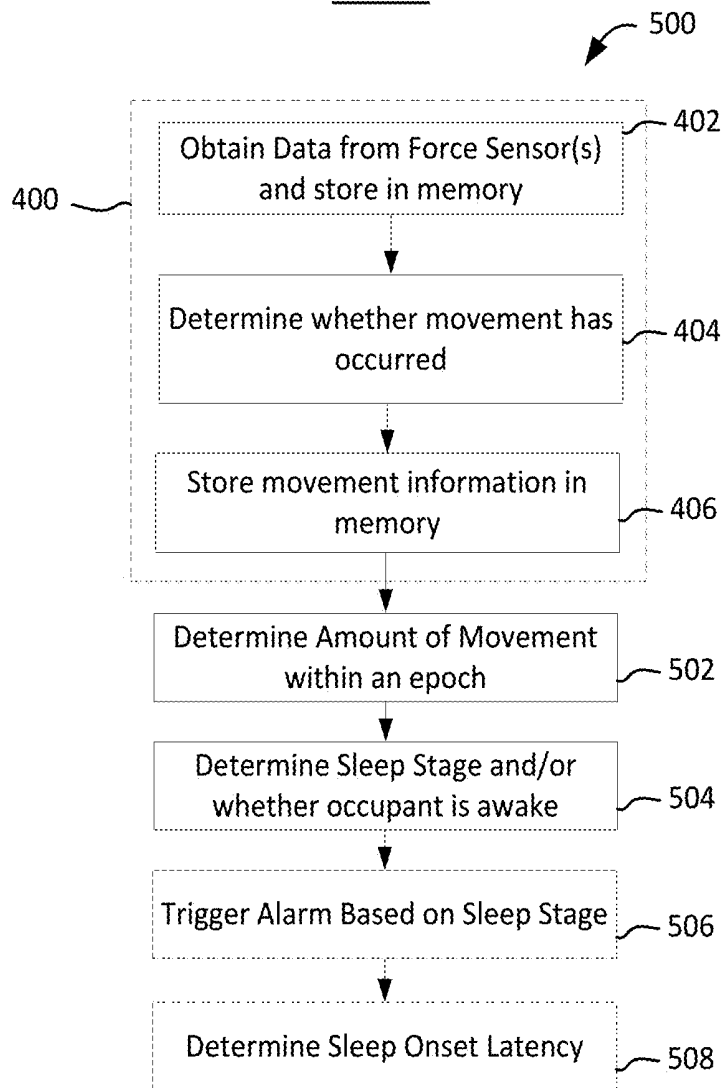 500
402
Obtain Data from Force Sensor(s)
and store in memory
400
Determine whether movement has
occurred
404
Store movement information in
memory
406
Determine Amount of Movement
within an epoch
502
Determine Sleep Stage and/or
whether occupant is awake
504
Trigger Alarm Based on Sleep Stage
506
Determine Sleep Onset Latency
508